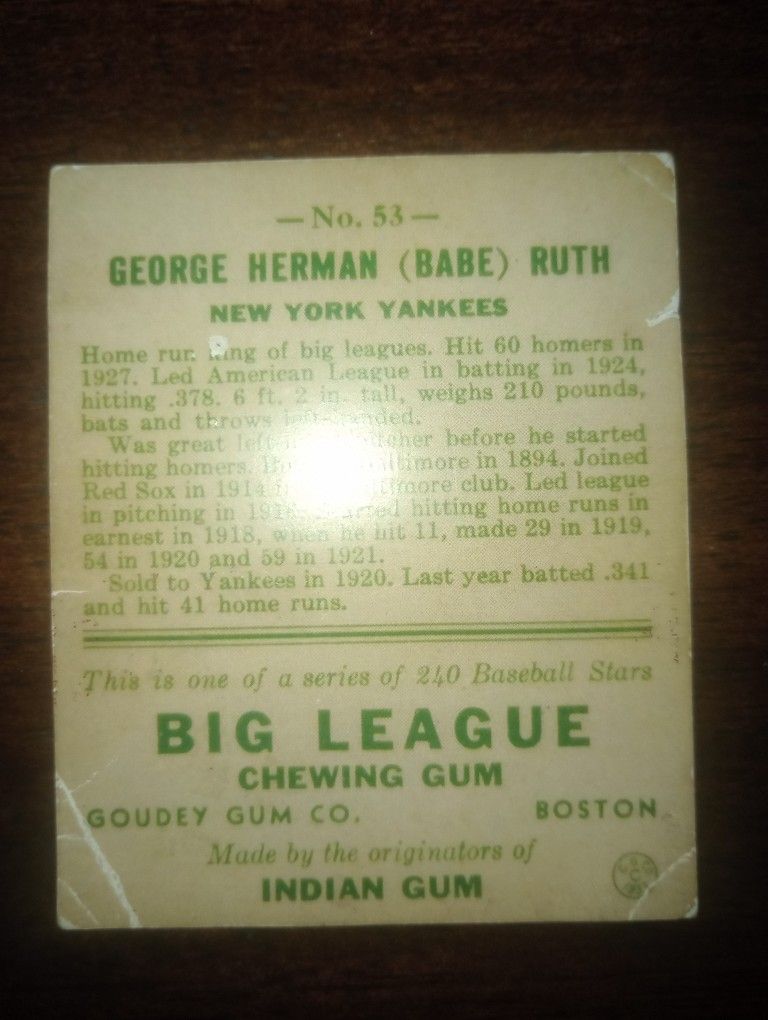 — No. 53 —
GEORGE HERMAN (BABE) RUTH
NEW YORK YANKEES
Home run of big leagues. Hit 60 homers in
1927. Led American League in batting in 1924,
hitting .378. 6 ft. 2 in. tall, weighs 210 pounds,
bats and throws
Was great before he started
hitting homers. in 1894. Joined
Red Sox in 1914 club. Led league
in pitching in hitting home runs in
earnest in 1918, when he hit 11, made 29 in 1919,
54 in 1920 and 59 in 1921.
Sold to Yankees in 1920. Last year batted .341
and hit 41 home runs.
This is one of a series of 240 Baseball Stars
BIG LEAGUE
CHEWING GUM
GOUDEY GUM CO. BOSTON
Made by the originators of
INDIAN GUM